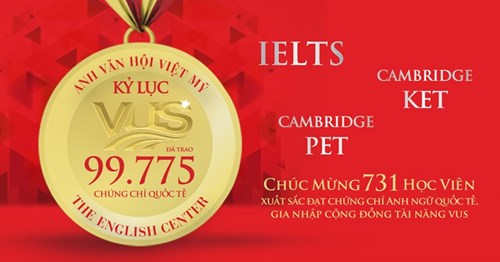 ANH VĂN HỘI VIỆT MỸ
KỶ LỤC
VUS
ĐÃ TRAO
99.775
CHỨNG CHỈ QUỐC TẾ
THE ENGLISH CENTER
IELTS
CAMBRIDGE
KET
CAMBRIDGE
PET
CHÚC MỪNG 731 HỌC VIÊN
XUẤT SẮC ĐẠT CHỨNG CHỈ ANH NGỮ QUỐC TẾ,
GIA NHẬP CỘNG ĐỒNG TÀI NĂNG VUS